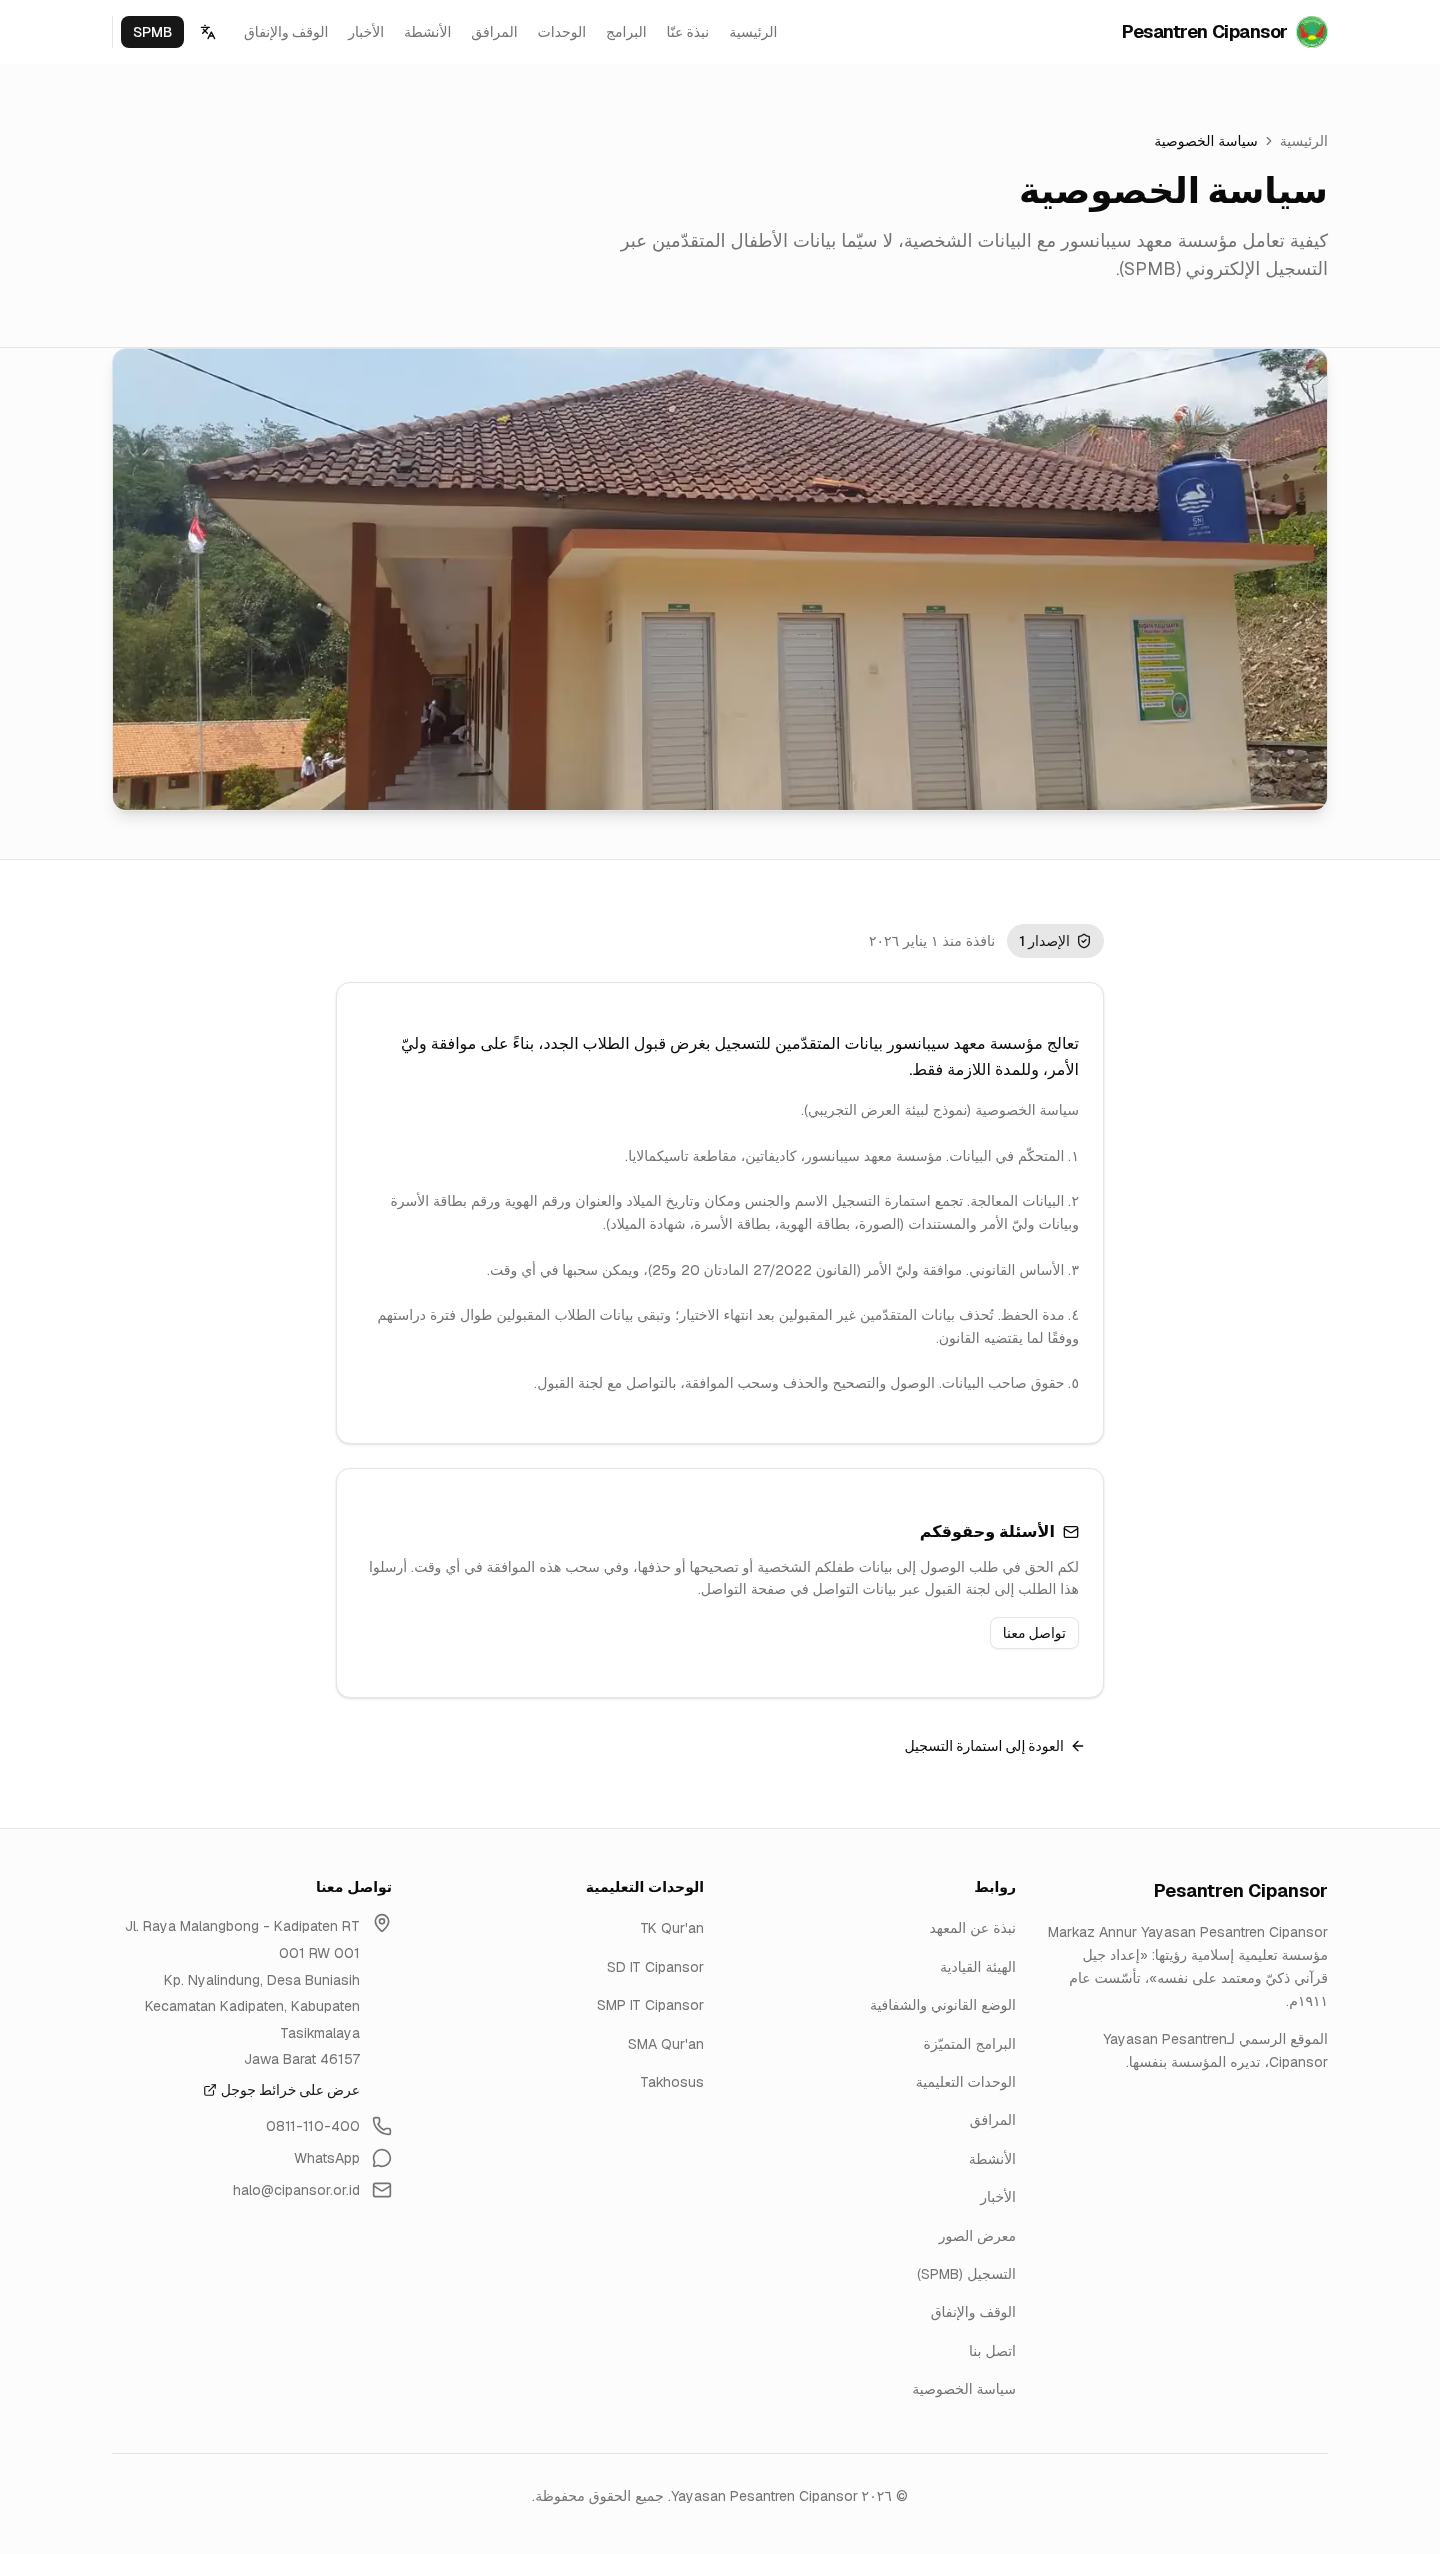 Pesantren Cipansor
الرئيسية
نبذة عنّا
البرامج
الوحدات
المرافق
الأنشطة
الأخبار
الوقف والإنفاق
SPMB
الرئيسية
سياسة الخصوصية
سياسة الخصوصية
كيفية تعامل مؤسسة معهد سيبانسور مع البيانات الشخصية، لا سيّما بيانات الأطفال المتقدّمين عبر
التسجيل الإلكتروني (SPMB).
SNI
الإصدار 1
نافذة منذ ١ يناير ٢٠٢٦
تعالج مؤسسة معهد سيبانسور بيانات المتقدّمين للتسجيل بغرض قبول الطلاب الجدد، بناءً على موافقة وليّ
الأمر، وللمدة اللازمة فقط.
سياسة الخصوصية (نموذج لبيئة العرض التجريبي).
١. المتحكّم في البيانات. مؤسسة معهد سيبانسور، كاديفاتين، مقاطعة تاسيكمالايا.
٢. البيانات المعالجة. تجمع استمارة التسجيل الاسم والجنس ومكان وتاريخ الميلاد والعنوان ورقم الهوية ورقم بطاقة الأسرة
وبيانات وليّ الأمر والمستندات (الصورة، بطاقة الهوية، بطاقة الأسرة، شهادة الميلاد).
٣. الأساس القانوني. موافقة وليّ الأمر (القانون 27/2022 المادتان 20 و25)، ويمكن سحبها في أي وقت.
٤. مدة الحفظ. تُحذف بيانات المتقدّمين غير المقبولين بعد انتهاء الاختيار؛ وتبقى بيانات الطلاب المقبولين طوال فترة دراستهم
ووفقًا لما يقتضيه القانون.
٥. حقوق صاحب البيانات. الوصول والتصحيح والحذف وسحب الموافقة، بالتواصل مع لجنة القبول.
الأسئلة وحقوقكم
لكم الحق في طلب الوصول إلى بيانات طفلكم الشخصية أو تصحيحها أو حذفها، وفي سحب هذه الموافقة في أي وقت. أرسلوا
هذا الطلب إلى لجنة القبول عبر بيانات التواصل في صفحة التواصل.
تواصل معنا
العودة إلى استمارة التسجيل
Pesantren Cipansor
Markaz Annur Yayasan Pesantren Cipansor
مؤسسة تعليمية إسلامية رؤيتها: «إعداد جيل
قرآني ذكيّ ومعتمد على نفسه»، تأسّست عام
١٩١١م.
الموقع الرسمي لـYayasan Pesantren
Cipansor، تديره المؤسسة بنفسها.
روابط
نبذة عن المعهد
الهيئة القيادية
الوضع القانوني والشفافية
البرامج المتميّزة
الوحدات التعليمية
المرافق
الأنشطة
الأخبار
معرض الصور
التسجيل (SPMB)
الوقف والإنفاق
اتصل بنا
سياسة الخصوصية
الوحدات التعليمية
TK Qur'an
SD IT Cipansor
SMP IT Cipansor
SMA Qur'an
Takhosus
تواصل معنا
Jl. Raya Malangbong - Kadipaten RT
001 RW 001
Kp. Nyalindung, Desa Buniasih
Kecamatan Kadipaten, Kabupaten
Tasikmalaya
Jawa Barat 46157
عرض على خرائط جوجل
0811-110-400
WhatsApp
halo@cipansor.or.id
© ٢٠٢٦ Yayasan Pesantren Cipansor. جميع الحقوق محفوظة.